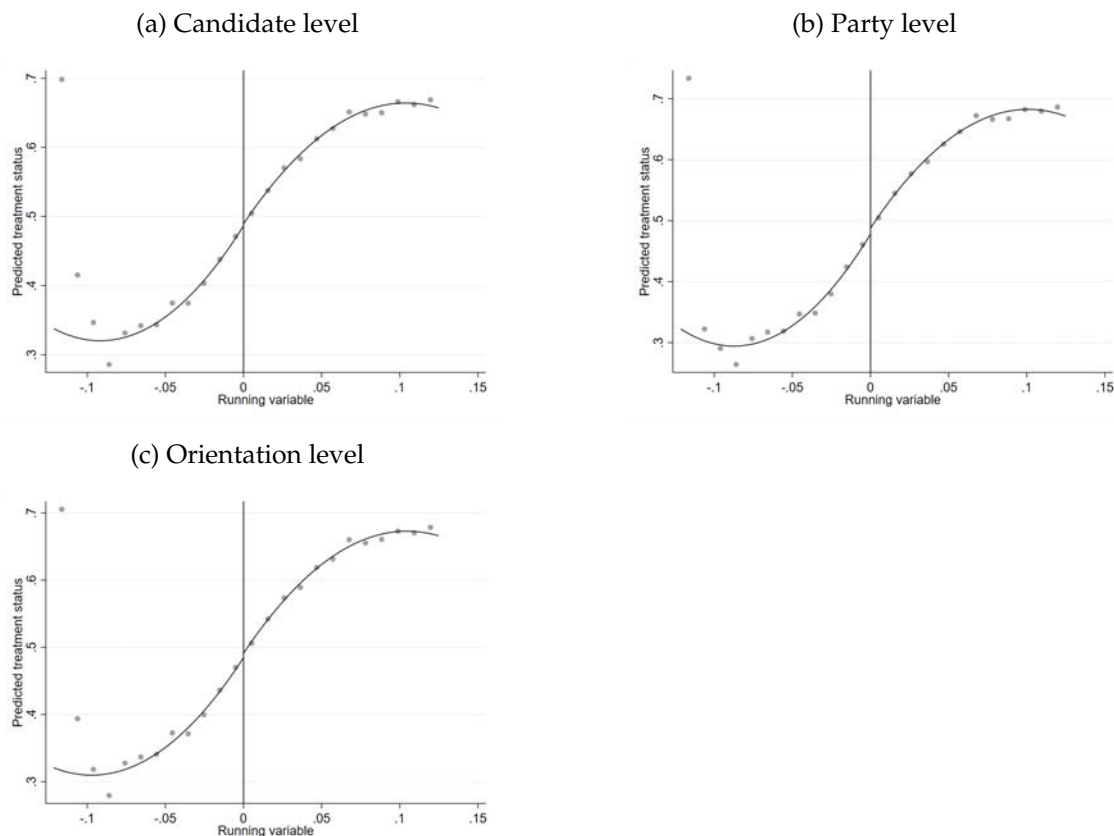 (a) Candidate level
Predicted treatment status
.7
.6
.5
.4
.3
-.1 -.05 0 .05 .1 .15
Running variable
(b) Party level
Predicted treatment status
.7
.6
.5
.4
.3
-.1 -.05 0 .05 .1 .15
Running variable
(c) Orientation level
Predicted treatment status
.7
.6
.5
.4
.3
-.1 -.05 0 .05 .1 .15
Running variable